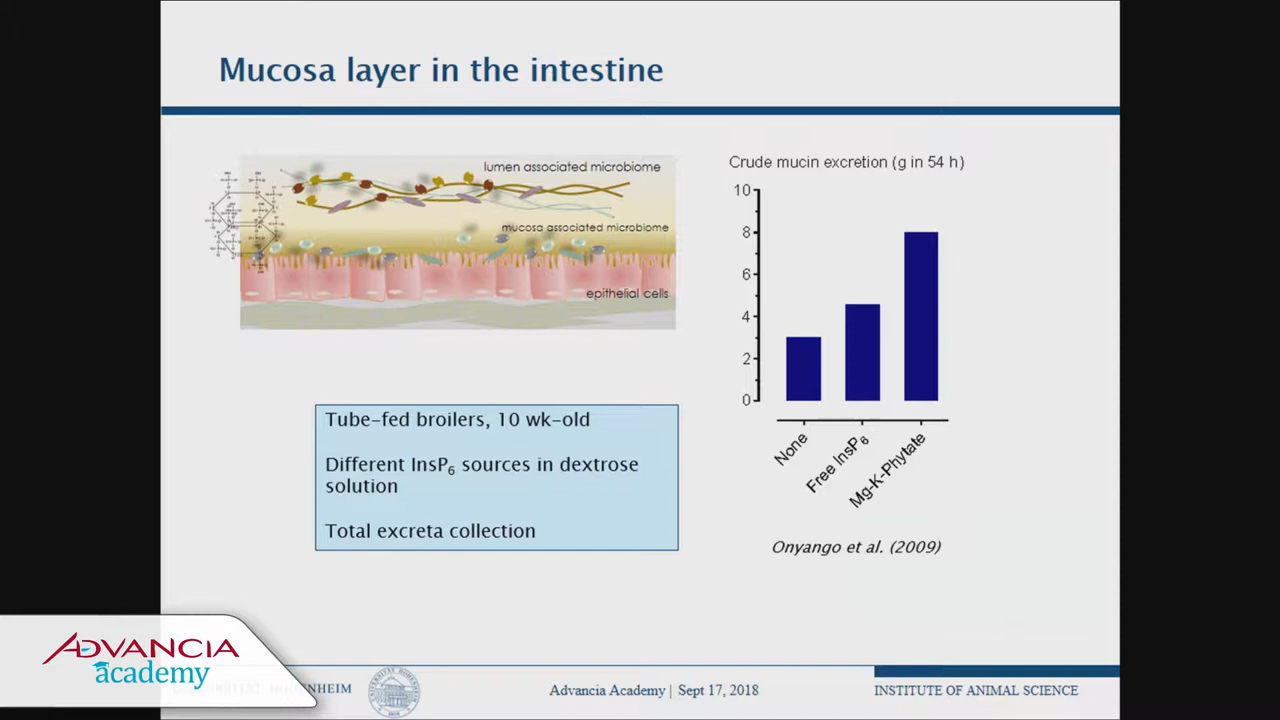 Mucosa layer in the intestine
lumen associated microbiome
mucosa associated microbiome
epithelial cells
Crude mucin excretion (g in 54 h)
10
8
6
4
2
0
None
Free InsP₆
Mg-K-Phytate
Onyango et al. (2009)
Tube-fed broilers, 10 wk-old
Different InsP₆ sources in dextrose
solution
Total excreta collection
ADVANCIA
academy
Advancia Academy | Sept 17, 2018
INSTITUTE OF ANIMAL SCIENCE